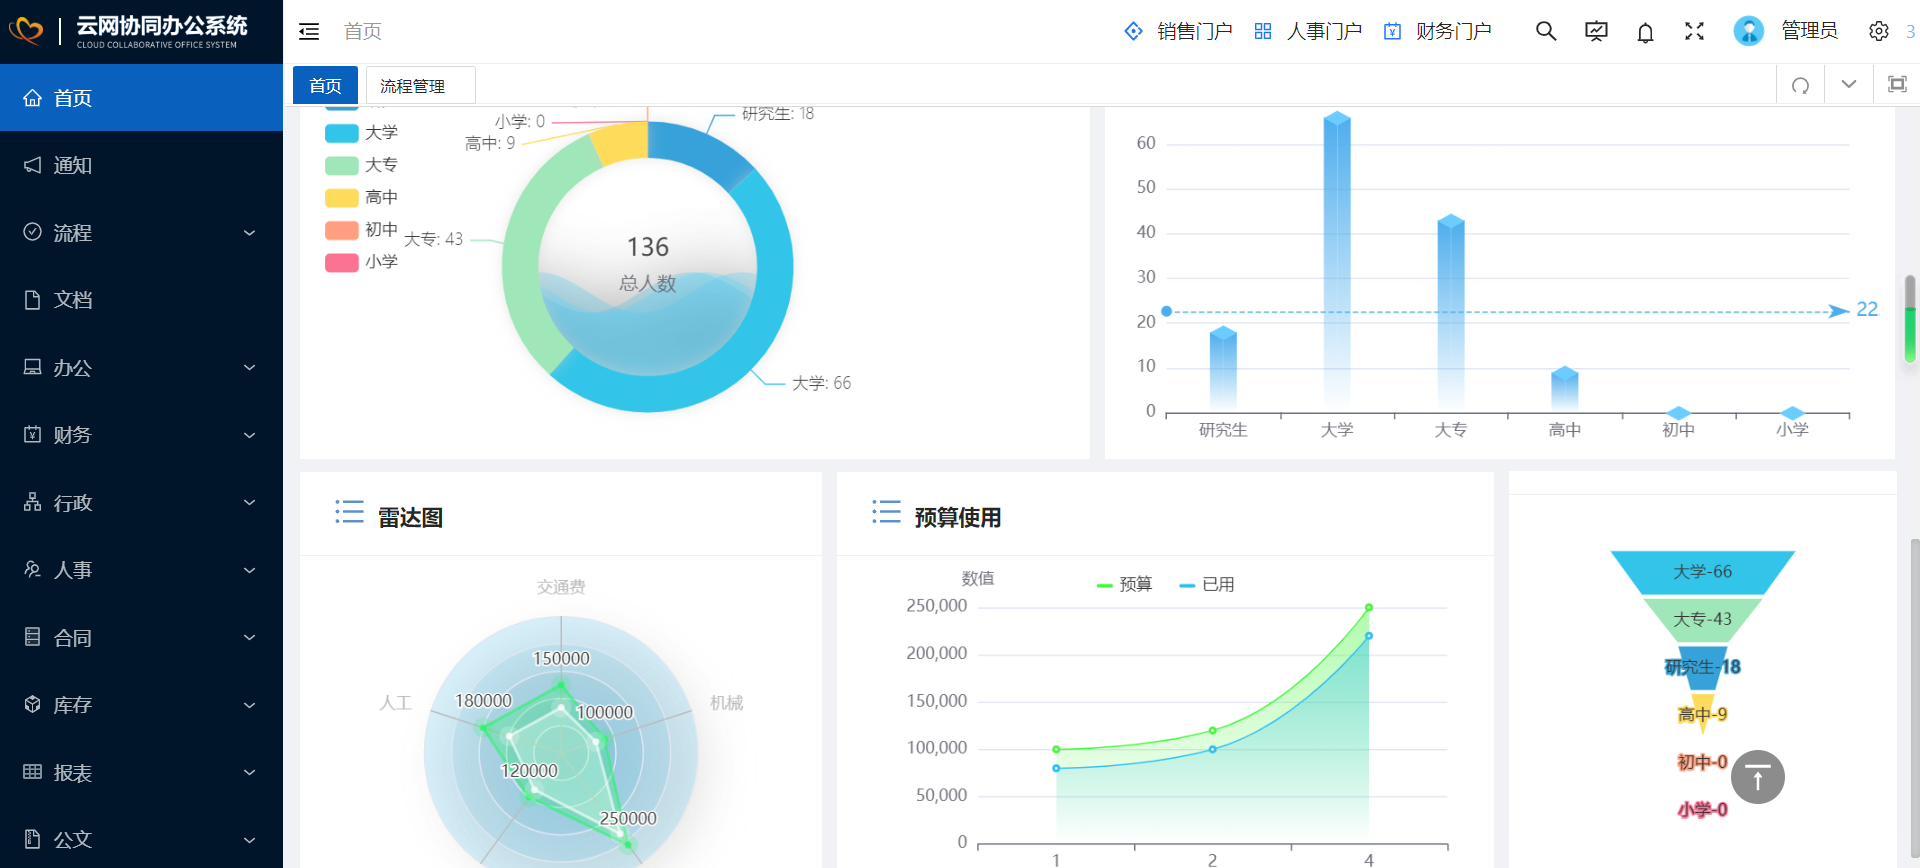 云网协同办公系统
CLOUD COLLABORATIVE OFFICE SYSTEM
首页
销售门户
人事门户
财务门户
管理员
3
首页
流程管理
首页
通知
流程
文档
办公
财务
行政
人事
合同
库存
报表
公文
大学
大专
高中
初中
小学
小学: 0
高中: 9
大专: 43
研究生: 18
大学: 66
136
总人数
60
50
40
30
20
10
0
22
研究生
大学
大专
高中
初中
小学
雷达图
交通费
机械
人工
150000
180000
100000
120000
250000
预算使用
数值
预算
已用
250,000
200,000
150,000
100,000
50,000
0
1
2
4
大学-66
大专-43
研究生-18
高中-9
初中-0
小学-0